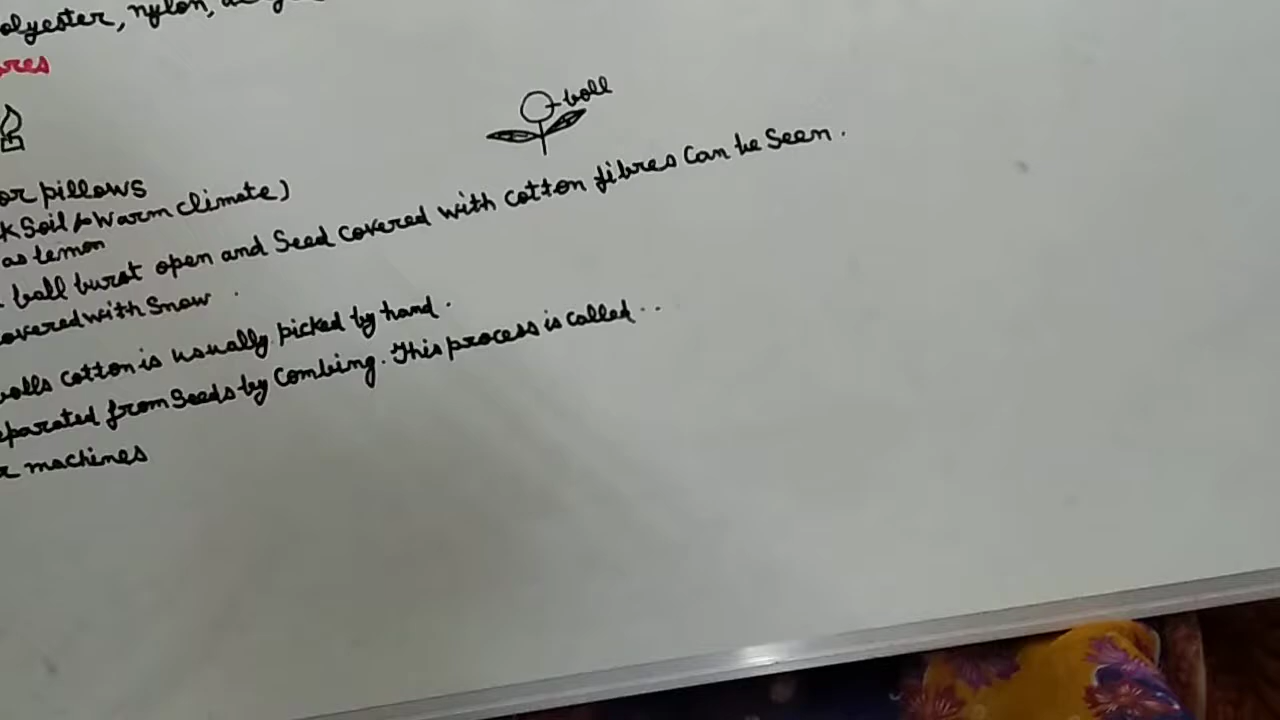 olyester, nylon,
res
boll
or pillows
k Soil & Warm climate)
as lemon
ball burst open and Seed covered with cotton fibres Can be Seen.
overed with Snow.
bolls cotton is usually picked by hand.
eparated from Seeds by Combing. This process is called ..
r machines